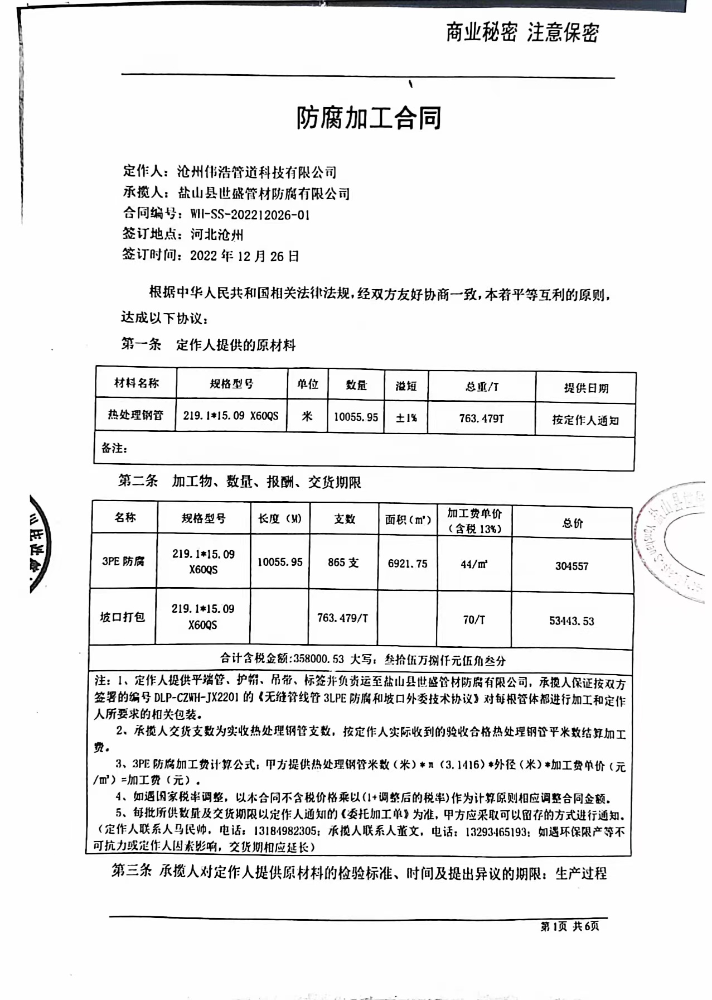 商业秘密 注意保密
防腐加工合同
定作人：沧州伟浩管道科技有限公司
承揽人：盐山县世盛管材防腐有限公司
合同编号：WH-SS-202212026-01
签订地点：河北沧州
签订时间：2022 年 12 月 26 日
根据中华人民共和国相关法律法规，经双方友好协商一致，本着平等互利的原则，
达成以下协议：
第一条 定作人提供的原材料
材料名称 规格型号 单位 数量 溢短 总重/T 提供日期
热处理钢管 219.1*15.09 X60QS 米 10055.95 ±1% 763.479T 按定作人通知
备注：
第二条 加工物、数量、报酬、交货期限
名称 规格型号 长度（M） 支数 面积（㎡） 加工费单价（含税 13%） 总价
3PE 防腐 219.1*15.09 X60QS 10055.95 865 支 6921.75 44/㎡ 304557
坡口打包 219.1*15.09 X60QS 763.479/T 70/T 53443.53
合计含税金额:358000.53 大写：叁拾伍万捌仟元伍角叁分
注：1、定作人提供平端管、护帽、吊带、标签并负责运至盐山县世盛管材防腐有限公司，承揽人保证按双方
签署的编号 DLP-CZWH-JX2201 的《无缝管线管 3LPE 防腐和坡口外委技术协议》对每根管体都进行加工和定作
人所要求的相关包装。
2、承揽人交货支数为实收热处理钢管支数，按定作人实际收到的验收合格热处理钢管平米数结算加工
费。
3、3PE 防腐加工费计算公式：甲方提供热处理钢管米数（米）*π（3.1416）*外径（米）*加工费单价（元
/㎡）=加工费（元）。
4、如遇国家税率调整，以本合同不含税价格乘以(1+调整后的税率)作为计算原则相应调整合同金额。
5、每批所供数量及交货期限以定作人通知的《委托加工单》为准，甲方应采取可以留存的方式进行通知。
（定作人联系人马民帅，电话：13184982305；承揽人联系人董文，电话：13293465193；如遇环保限产等不
可抗力或定作人因素影响，交货期相应延长）
第三条 承揽人对定作人提供原材料的检验标准、时间及提出异议的期限：生产过程
第 1页 共 6页
盐山县世盛